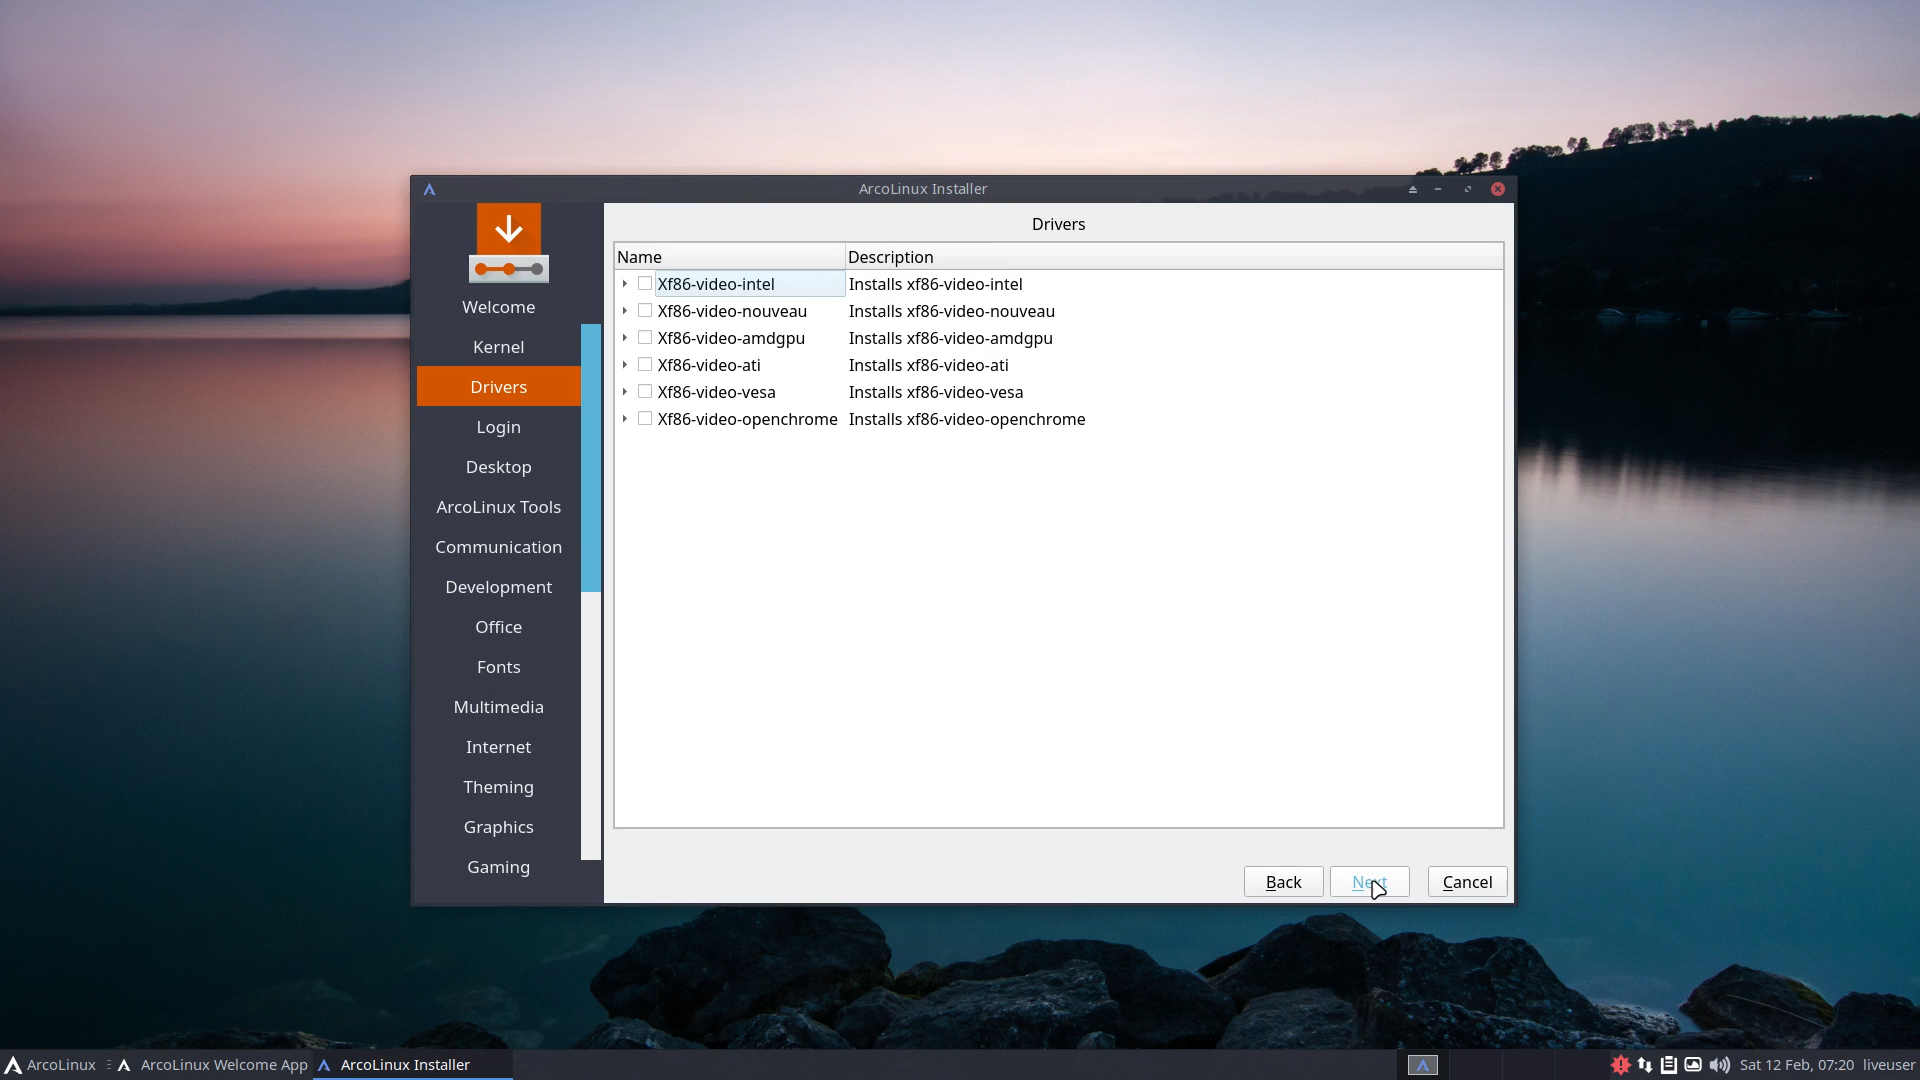 ArcoLinux Installer
Drivers
Name Description
Xf86-video-intel Installs xf86-video-intel
Xf86-video-nouveau Installs xf86-video-nouveau
Xf86-video-amdgpu Installs xf86-video-amdgpu
Xf86-video-ati Installs xf86-video-ati
Xf86-video-vesa Installs xf86-video-vesa
Xf86-video-openchrome Installs xf86-video-openchrome
Welcome
Kernel
Drivers
Login
Desktop
ArcoLinux Tools
Communication
Development
Office
Fonts
Multimedia
Internet
Theming
Graphics
Gaming
Back Next Cancel
ArcoLinux ArcoLinux Welcome App ArcoLinux Installer Sat 12 Feb, 07:20 liveuser